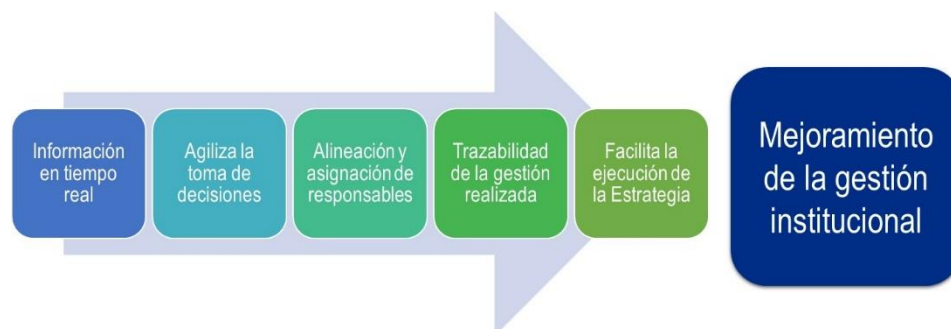 Información
en tiempo
real
Agiliza la
toma de
decisiones
Alineación y
asignación de
responsables
Trazabilidad
de la gestión
realizada
Facilita la
ejecución de
la Estrategia
Mejoramiento
de la gestión
institucional